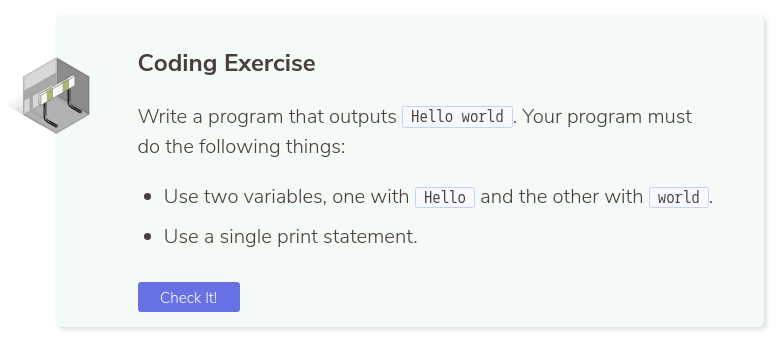 Coding Exercise
Write a program that outputs Hello world. Your program must
do the following things:
• Use two variables, one with Hello and the other with world.
• Use a single print statement.
Check It!